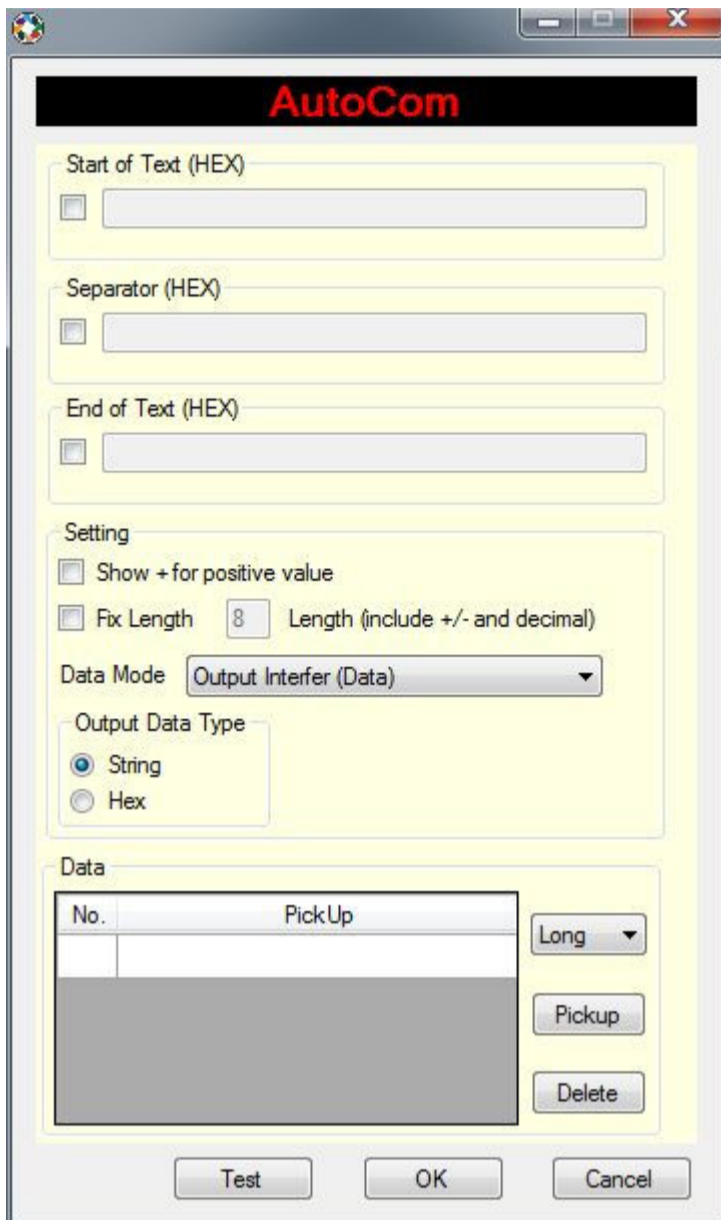 AutoCom
Start of Text (HEX)
Separator (HEX)
End of Text (HEX)
Setting
Show + for positive value
Fix Length 8 Length (include +/- and decimal)
Data Mode Output Interfer (Data)
Output Data Type
String
Hex
Data
No. PickUp
Long
Pickup
Delete
Test OK Cancel